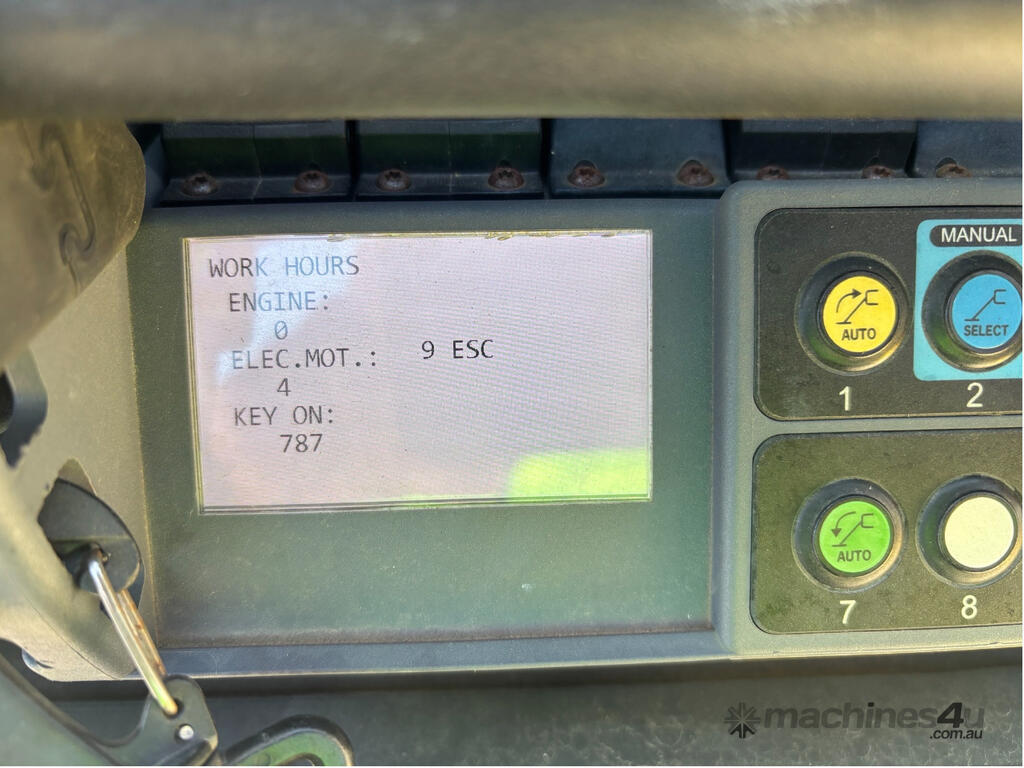 WORK HOURS
ENGINE:
0
ELEC.MOT.: 9 ESC
4
KEY ON:
787
MANUAL
AUTO
SELECT
1
2
AUTO
7
8
machines4u
.com.au